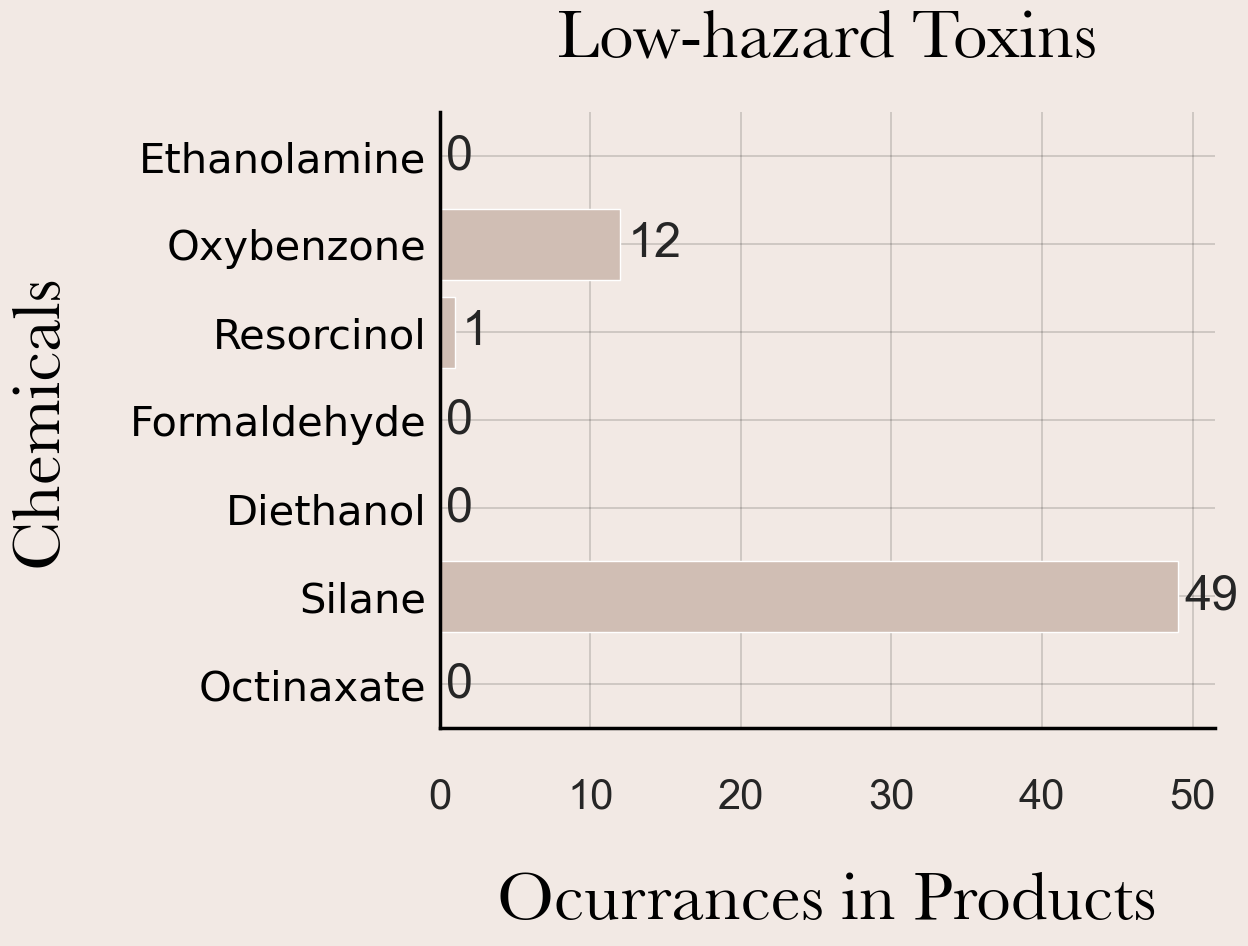 Low-hazard Toxins
Chemicals
Ethanolamine 0
Oxybenzone 12
Resorcinol 1
Formaldehyde 0
Diethanol 0
Silane 49
Octinaxate 0
0 10 20 30 40 50
Ocurrances in Products